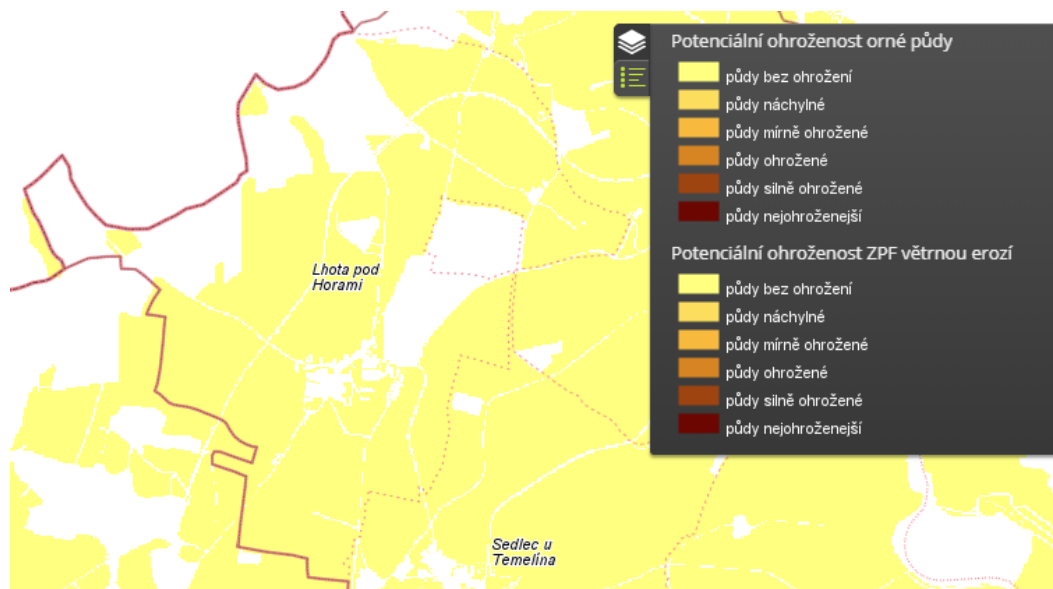 Potenciální ohroženost orné půdy
půdy bez ohrožení
půdy náchylné
půdy mírně ohrožené
půdy ohrožené
půdy silně ohrožené
půdy nejohroženejší
Potenciální ohroženost ZPF větrnou erozí
půdy bez ohrožení
půdy náchylné
půdy mírně ohrožené
půdy ohrožené
půdy silně ohrožené
půdy nejohroženejší
Lhota pod
Horami
Sedlec u
Temelína